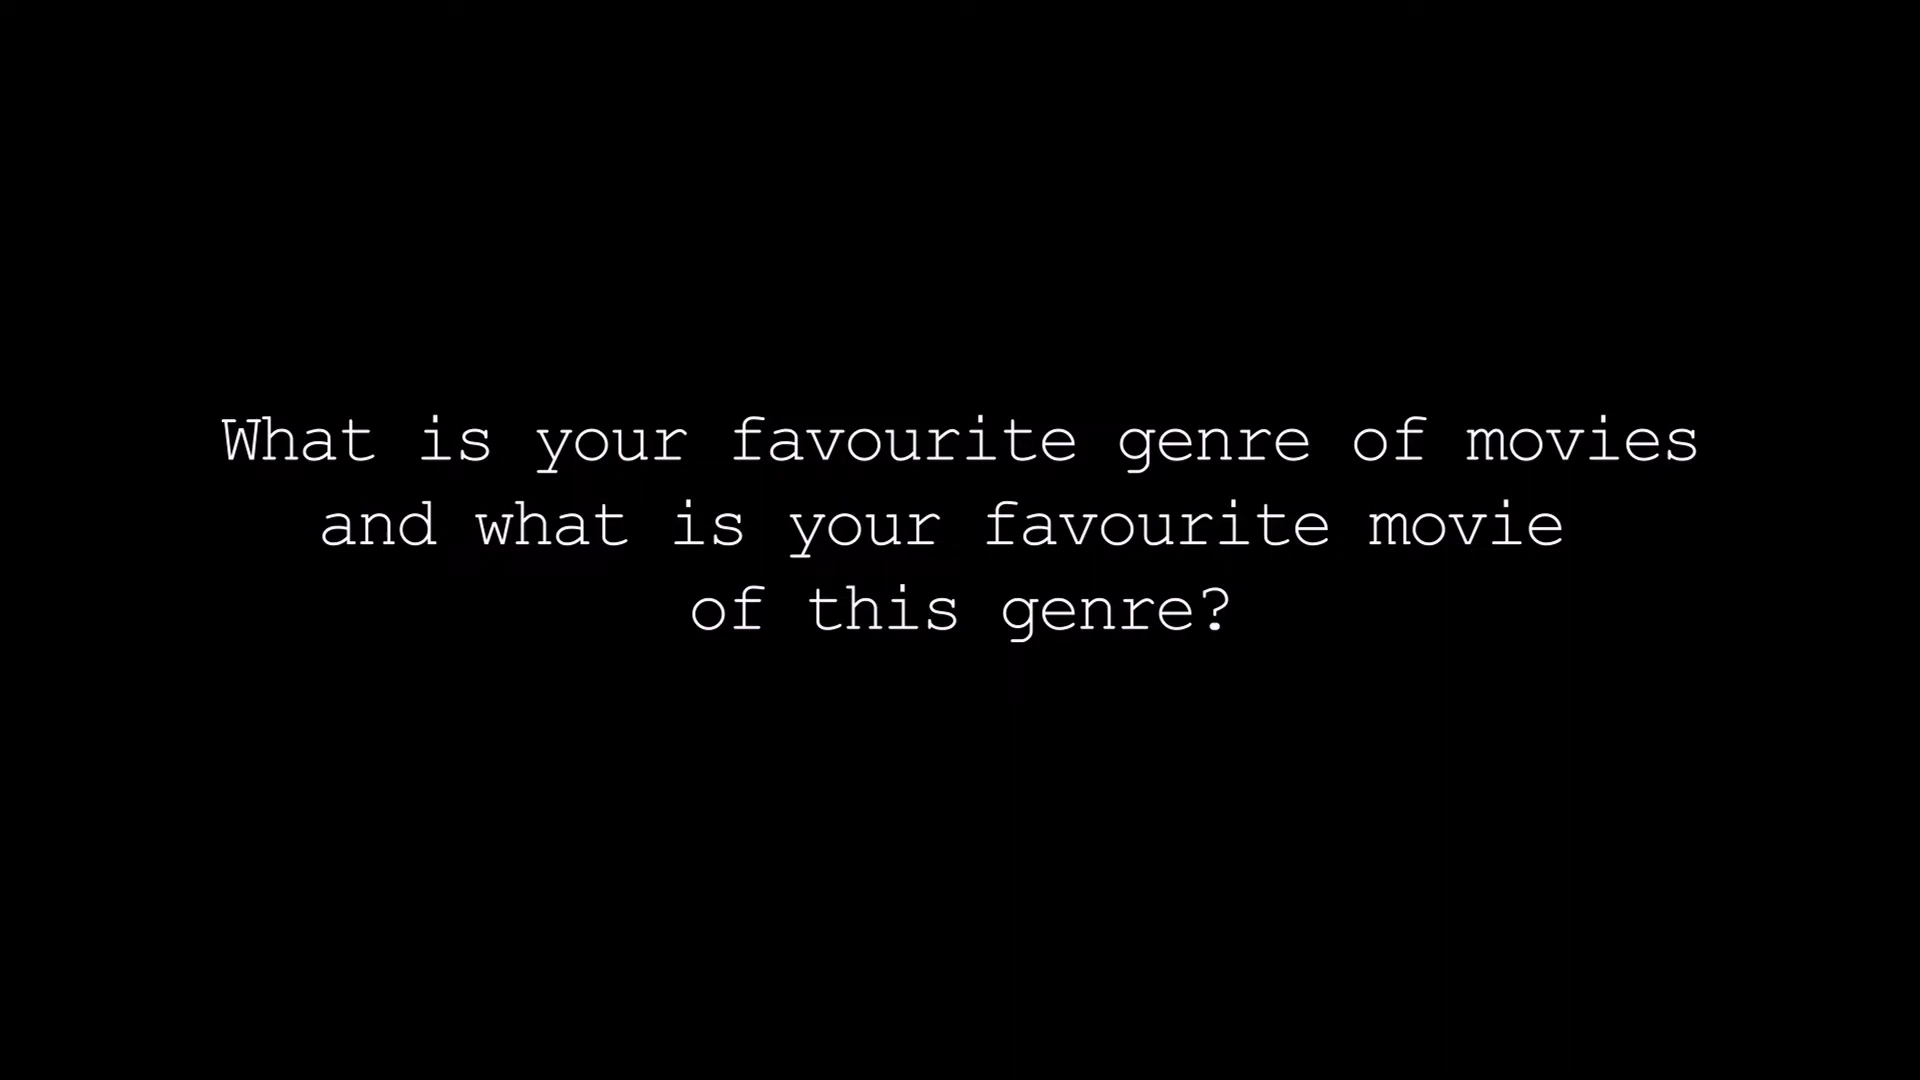 What is your favourite genre of movies
and what is your favourite movie
of this genre?